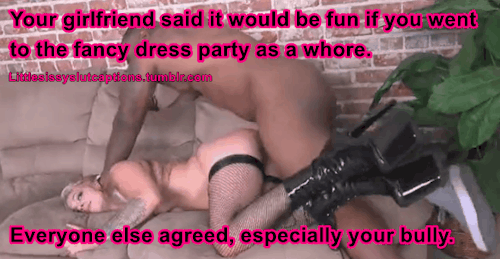 Your girlfriend said it would be fun if you went
to the fancy dress party as a whore.
Littlesissyslutcaptions.tumblr.com
Everyone else agreed, especially your bully.